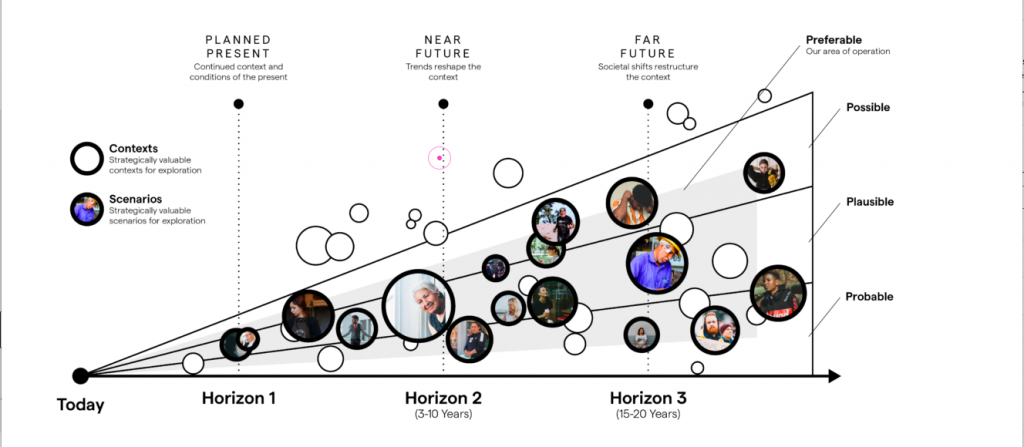 PLANNED
PRESENT
Continued context and
conditions of the present
NEAR
FUTURE
Trends reshape the
context
FAR
FUTURE
Societal shifts restructure
the context
Preferable
Our area of operation
Possible
Contexts
Strategically valuable
contexts for exploration
Scenarios
Strategically valuable
scenarios for exploration
Plausible
Probable
Today
Horizon 1
Horizon 2
(3-10 Years)
Horizon 3
(15-20 Years)